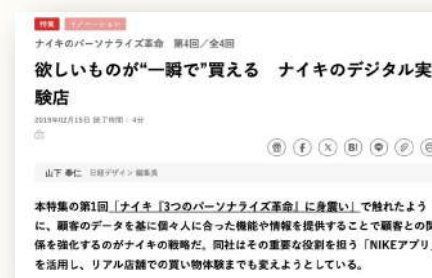 特集 イノベーション
ナイキのパーソナライズ革命 第4回／全4回
欲しいものが“一瞬で”買える ナイキのデジタル実
験店
2019年02月15日 読了時間： 4分
山下 奉仁 日経デザイン 編集長
本特集の第1回「ナイキ『3つのパーソナライズ革命』に身震い」で触れたよう
に、顧客のデータを基に個々人に合った機能や情報を提供することで顧客との関
係を強化するのがナイキの戦略だ。同社はその重要な役割を担う「NIKEアプリ」
を活用し、リアル店舗での買い物体験までも変えようとしている。